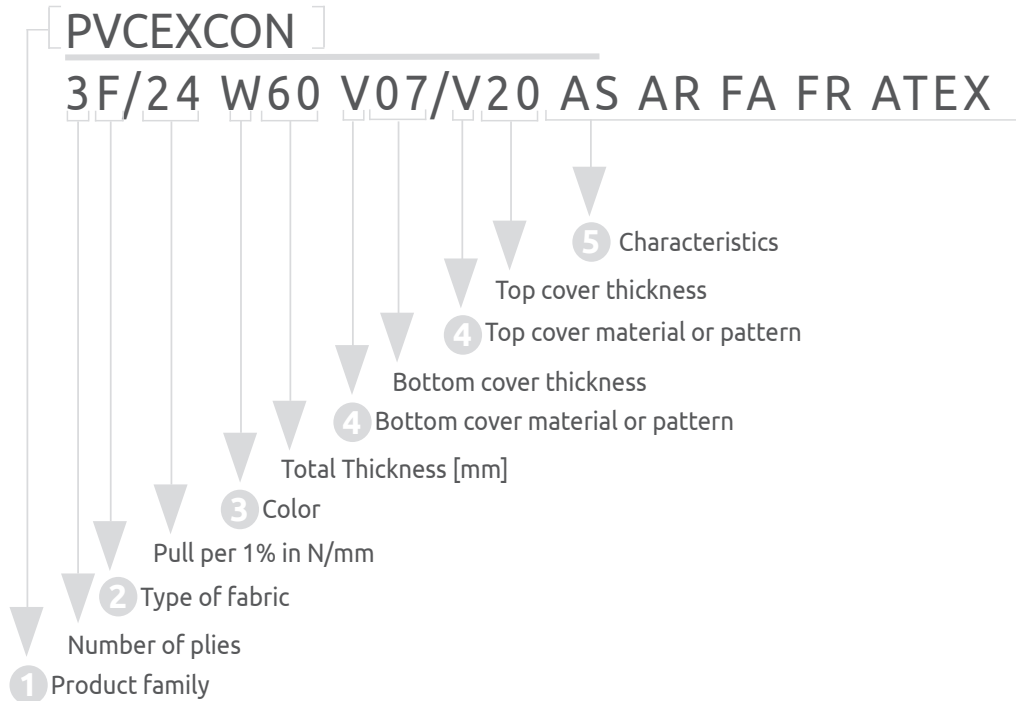 PVCEXCON
3F/24 W60 V07/V20 AS AR FA FR ATEX
5 Characteristics
Top cover thickness
4 Top cover material or pattern
Bottom cover thickness
4 Bottom cover material or pattern
Total Thickness [mm]
3 Color
Pull per 1% in N/mm
2 Type of fabric
Number of plies
1 Product family